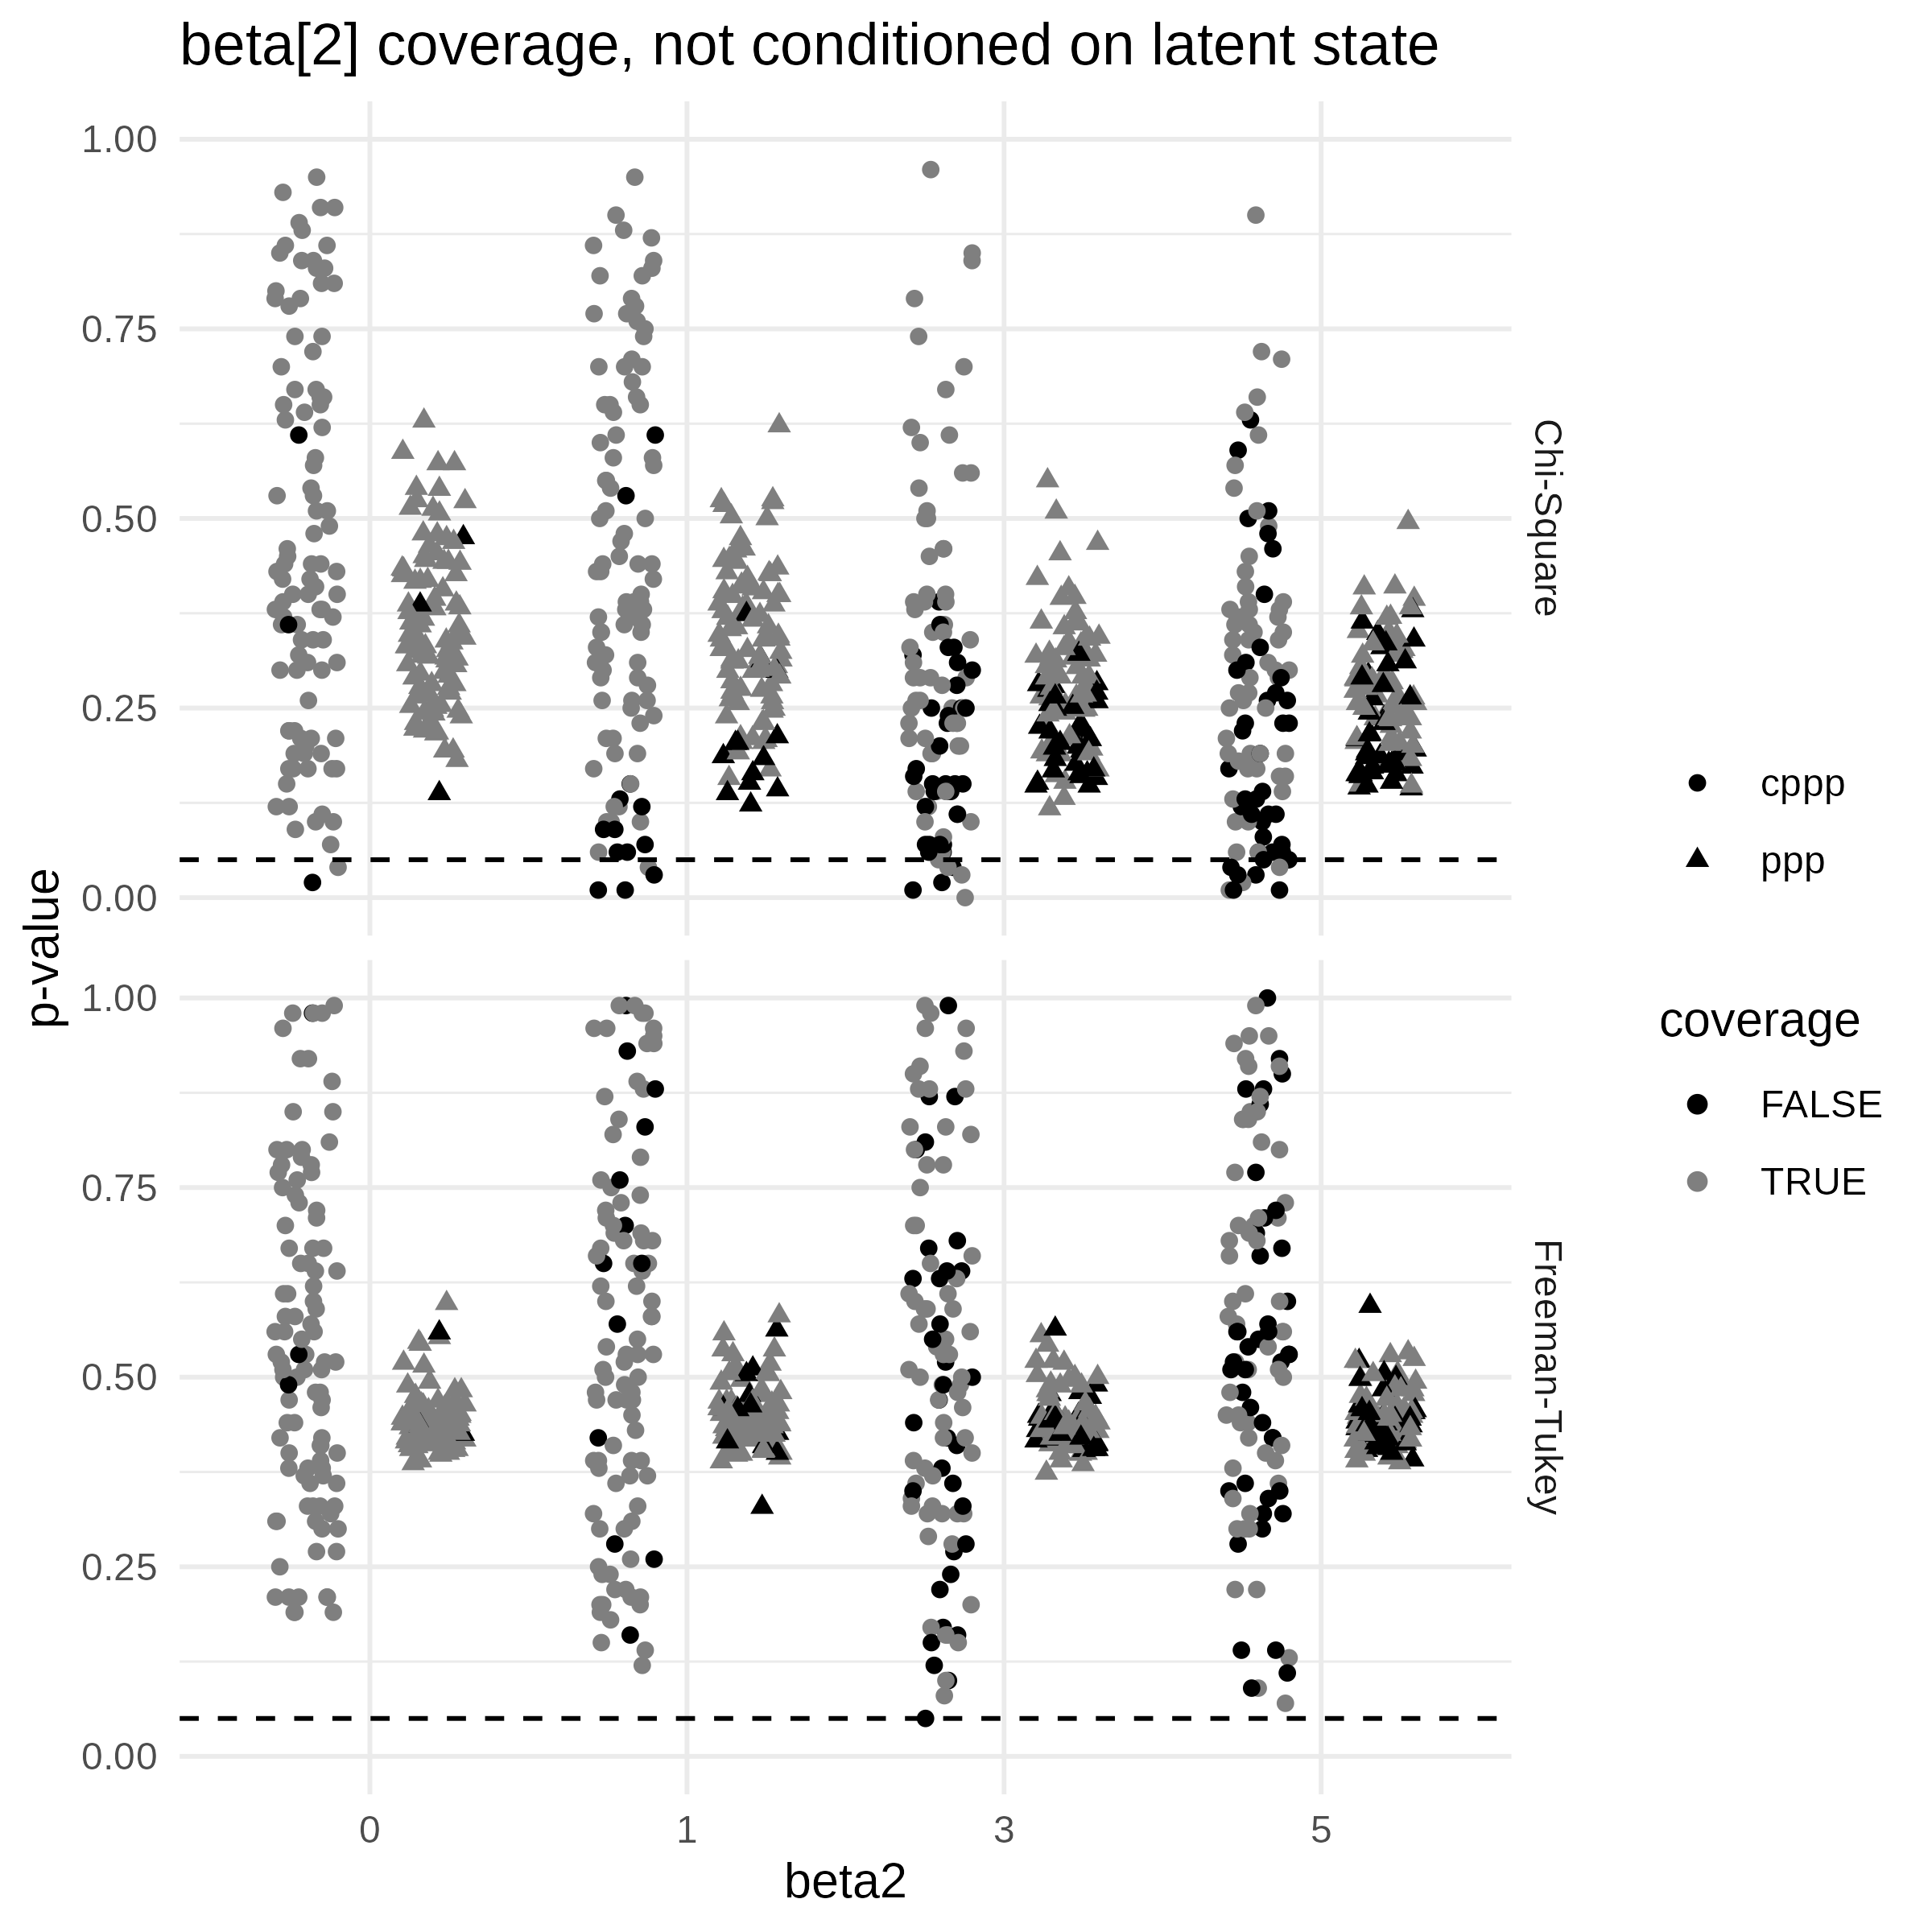 beta[2] coverage, not conditioned on latent state
p-value
1.00
0.75
0.50
0.25
0.00
Chi-Square
1.00
0.75
0.50
0.25
0.00
Freeman-Tukey
0 1 3 5
beta2
cppp
ppp
coverage
FALSE
TRUE